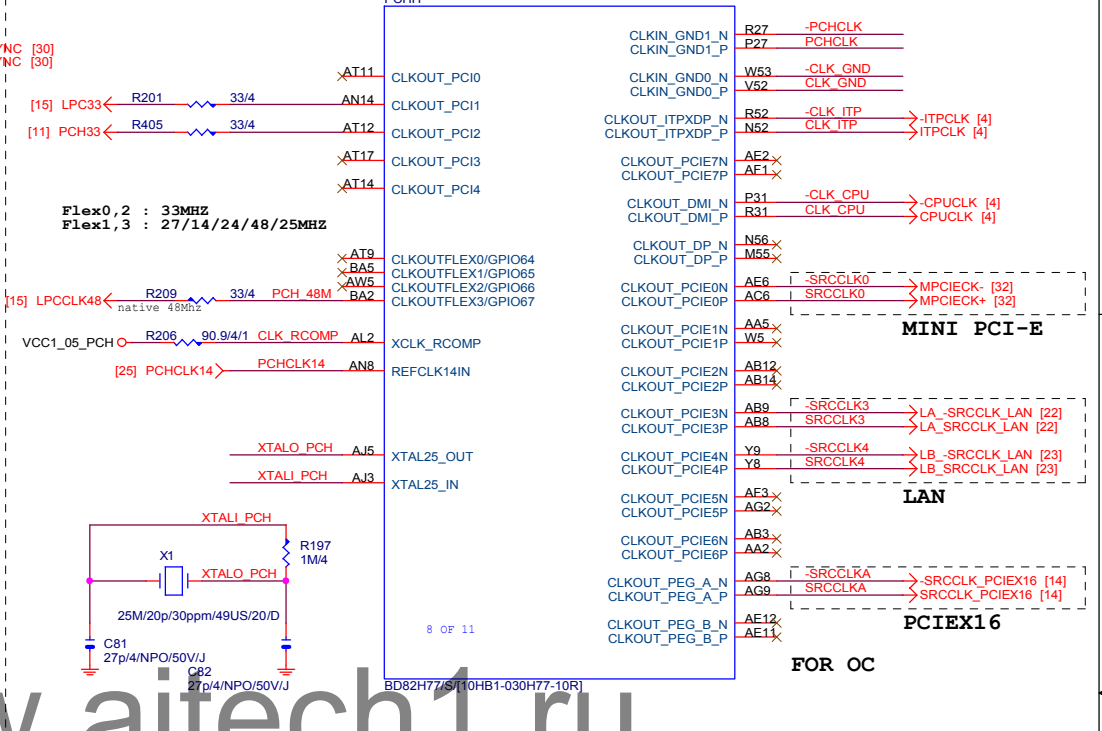 YNC [30]
YNC [30]
AT11 CLKOUT_PCI0
[15] LPC33 R201 33/4 AN14 CLKOUT_PCI1
[11] PCH33 R405 33/4 AT12 CLKOUT_PCI2
AT17 CLKOUT_PCI3
AT14 CLKOUT_PCI4
Flex0,2 : 33MHZ
Flex1,3 : 27/14/24/48/25MHZ
AT9 CLKOUTFLEX0/GPIO64
BA5 CLKOUTFLEX1/GPIO65
AW5 CLKOUTFLEX2/GPIO66
[15] LPCCLK48 R209 33/4 PCH_48M BA2 CLKOUTFLEX3/GPIO67
native 48Mhz
VCC1_05_PCH R206 90.9/4/1 CLK_RCOMP AL2 XCLK_RCOMP
[25] PCHCLK14 PCHCLK14 AN8 REFCLK14IN
XTALO_PCH AJ5 XTAL25_OUT
XTALI_PCH AJ3 XTAL25_IN
XTALI_PCH
R197
1M/4
X1
XTALO_PCH
25M/20p/30ppm/49US/20/D
C81
27p/4/NPO/50V/J
C82
27p/4/NPO/50V/J
8 OF 11
BD82H77/S/[10HB1-030H77-10R]
CLKIN_GND1_N R27 -PCHCLK
CLKIN_GND1_P P27 PCHCLK
CLKIN_GND0_N W53 -CLK_GND
CLKIN_GND0_P V52 CLK_GND
CLKOUT_ITPXDP_N R52 -CLK_ITP -ITPCLK [4]
CLKOUT_ITPXDP_P N52 CLK_ITP ITPCLK [4]
CLKOUT_PCIE7N AE2
CLKOUT_PCIE7P AF1
CLKOUT_DMI_N P31 -CLK_CPU -CPUCLK [4]
CLKOUT_DMI_P R31 CLK_CPU CPUCLK [4]
CLKOUT_DP_N N56
CLKOUT_DP_P M55
CLKOUT_PCIE0N AE6 -SRCCLK0 MPCIECK- [32]
CLKOUT_PCIE0P AC6 SRCCLK0 MPCIECK+ [32]
MINI PCI-E
CLKOUT_PCIE1N AA5
CLKOUT_PCIE1P W5
CLKOUT_PCIE2N AB12
CLKOUT_PCIE2P AB14
CLKOUT_PCIE3N AB9 -SRCCLK3 LA_-SRCCLK_LAN [22]
CLKOUT_PCIE3P AB8 SRCCLK3 LA_SRCCLK_LAN [22]
CLKOUT_PCIE4N Y9 -SRCCLK4 LB_-SRCCLK_LAN [23]
CLKOUT_PCIE4P Y8 SRCCLK4 LB_SRCCLK_LAN [23]
LAN
CLKOUT_PCIE5N AF3
CLKOUT_PCIE5P AG2
CLKOUT_PCIE6N AB3
CLKOUT_PCIE6P AA2
CLKOUT_PEG_A_N AG8 -SRCCLKA -SRCCLK_PCIEX16 [14]
CLKOUT_PEG_A_P AG9 SRCCLKA SRCCLK_PCIEX16 [14]
PCIEX16
CLKOUT_PEG_B_N AE12
CLKOUT_PEG_B_P AE11
FOR OC
w.aitech1.ru